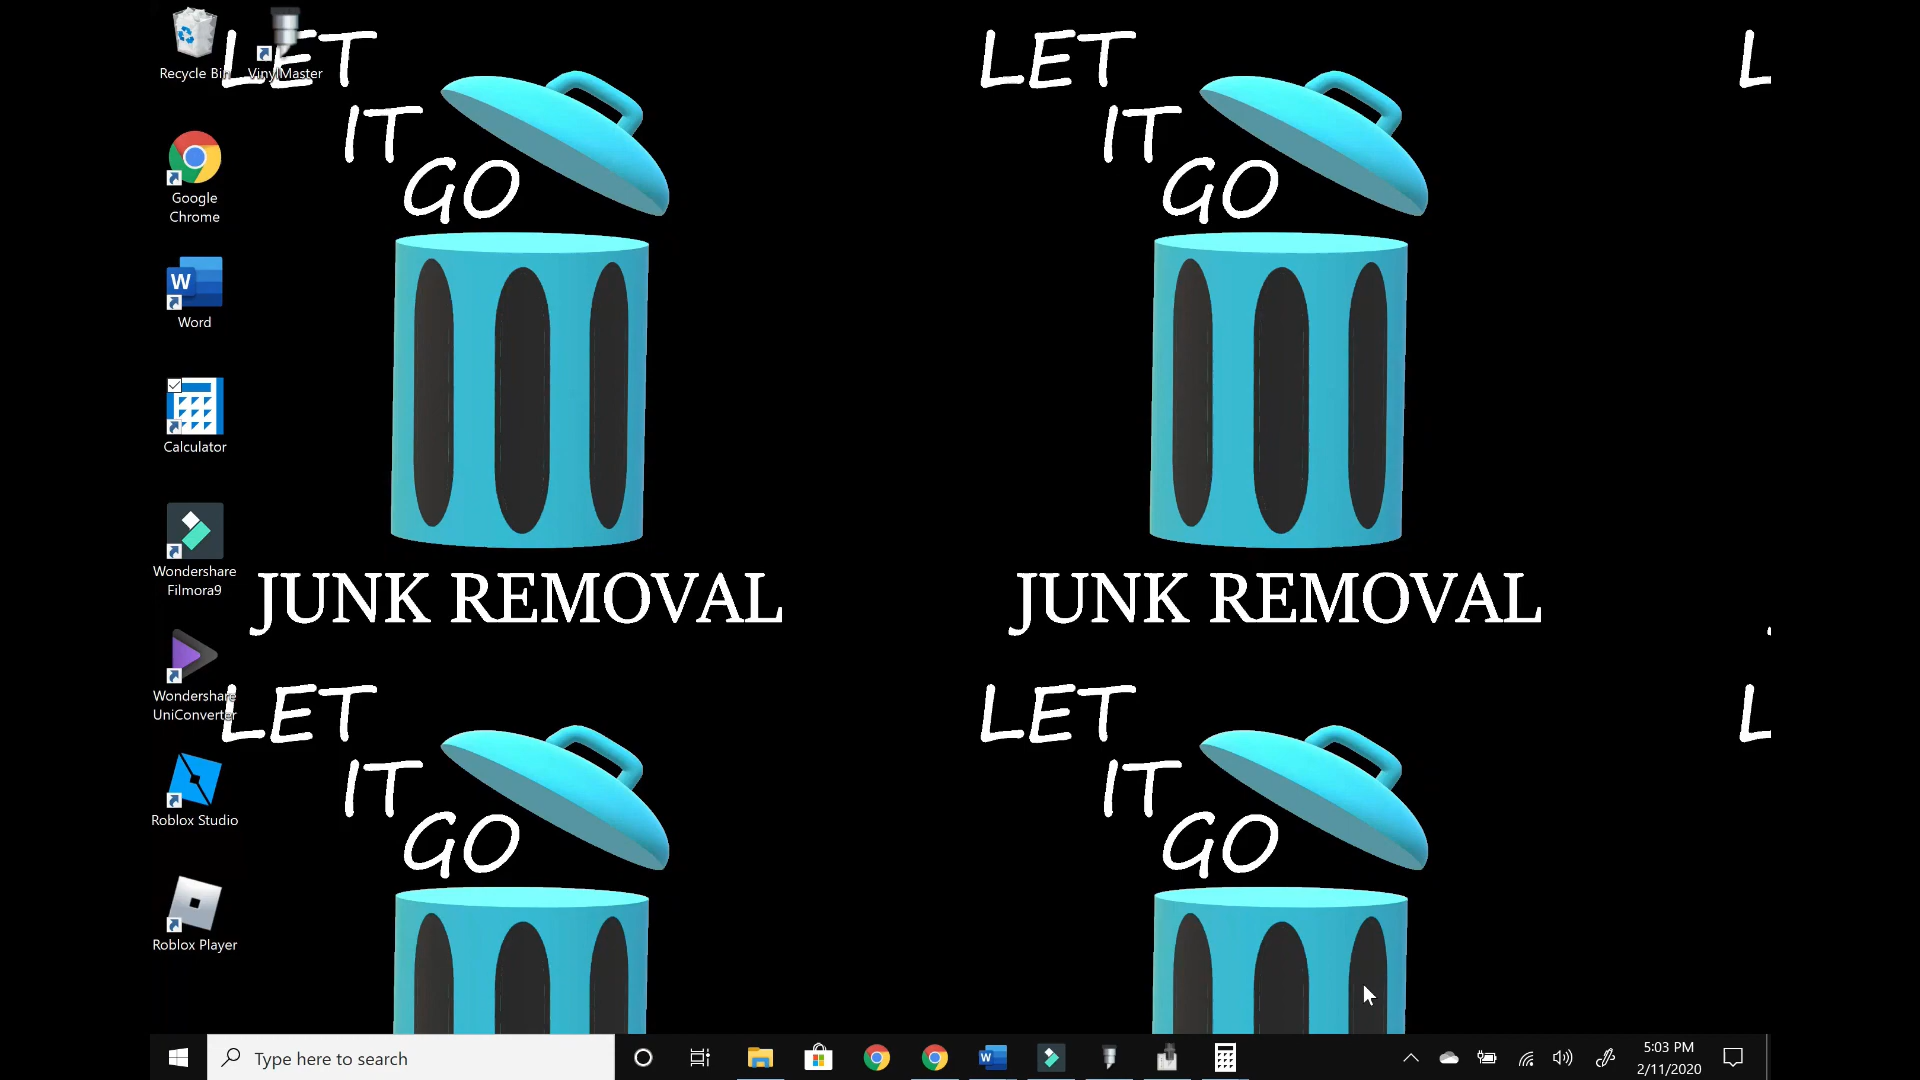 Recycle Bin
VinylMaster
Google
Chrome
Word
Calculator
Wondershare
Filmora9
Wondershare
UniConverter
Roblox Studio
Roblox Player
LET
IT
GO
JUNK REMOVAL
LET
IT
GO
JUNK REMOVAL
L
LET
IT
GO
LET
IT
GO
L
W
W
Type here to search
5:03 PM
2/11/2020